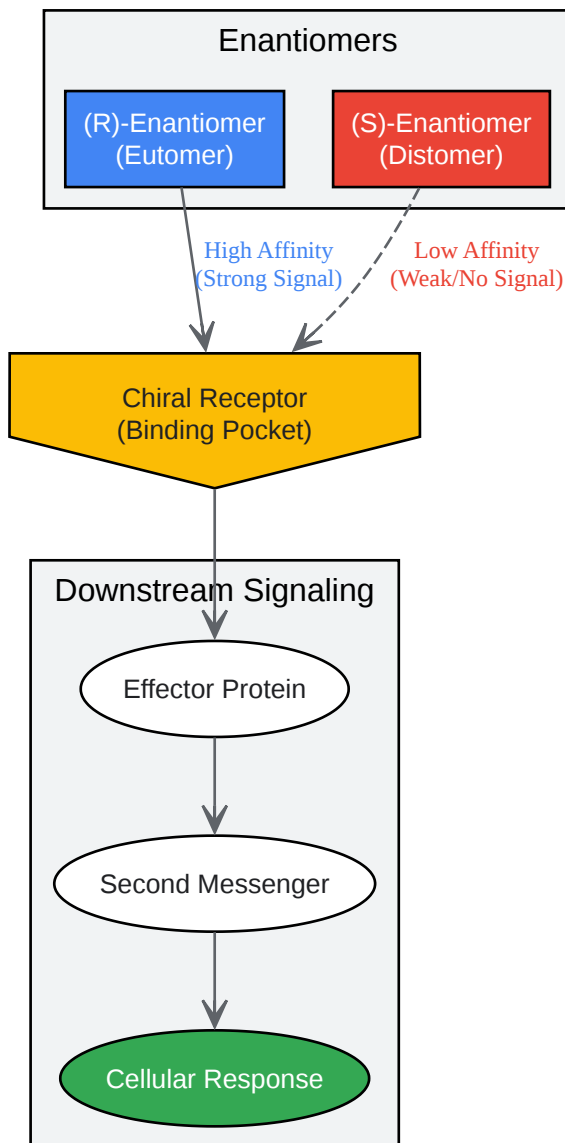 Enantiomers
(R)-Enantiomer
(Eutomer)
(S)-Enantiomer
(Distomer)
High Affinity
(Strong Signal)
Low Affinity
(Weak/No Signal)
Chiral Receptor
(Binding Pocket)
Downstream Signaling
Effector Protein
Second Messenger
Cellular Response